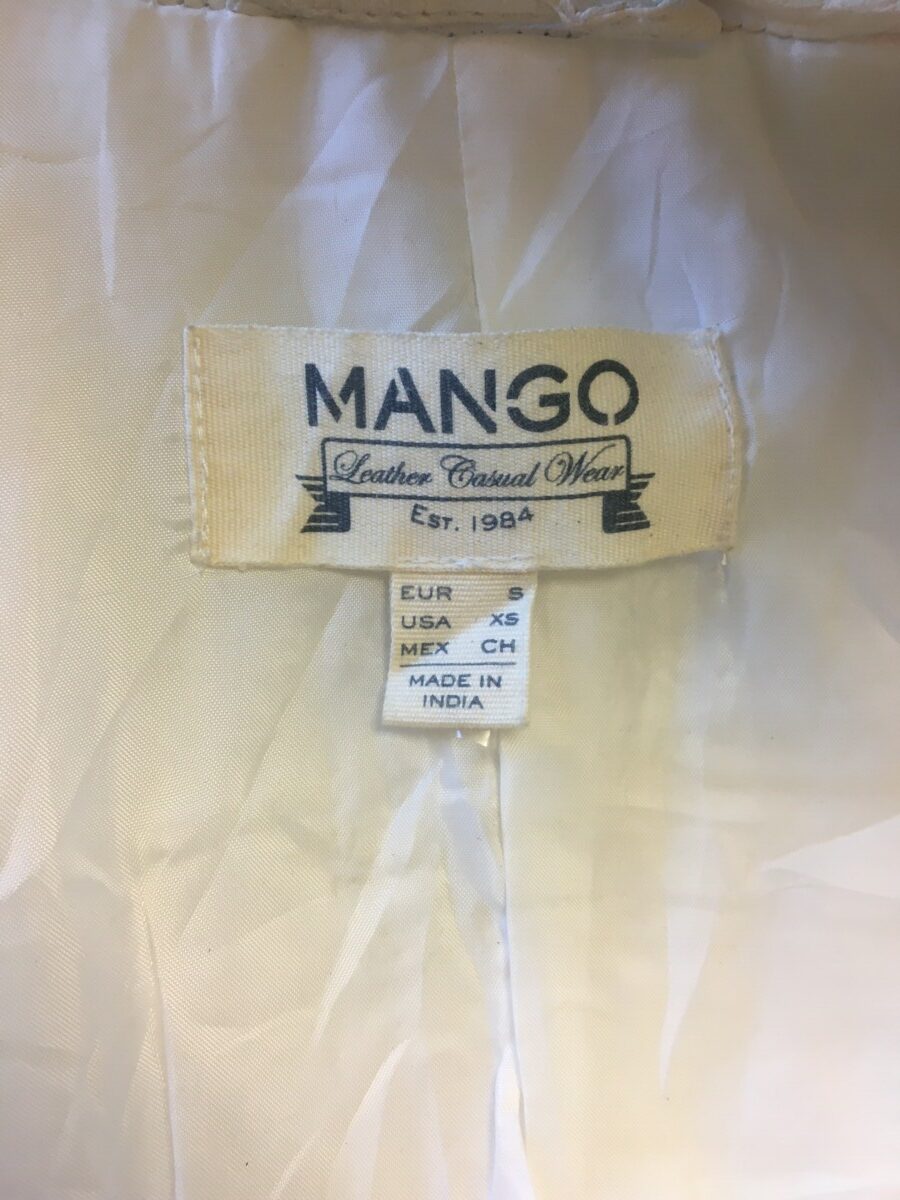 MANGO
Leather Casual Wear
EST. 1984
EUR S
USA XS
MEX CH
MADE IN
INDIA